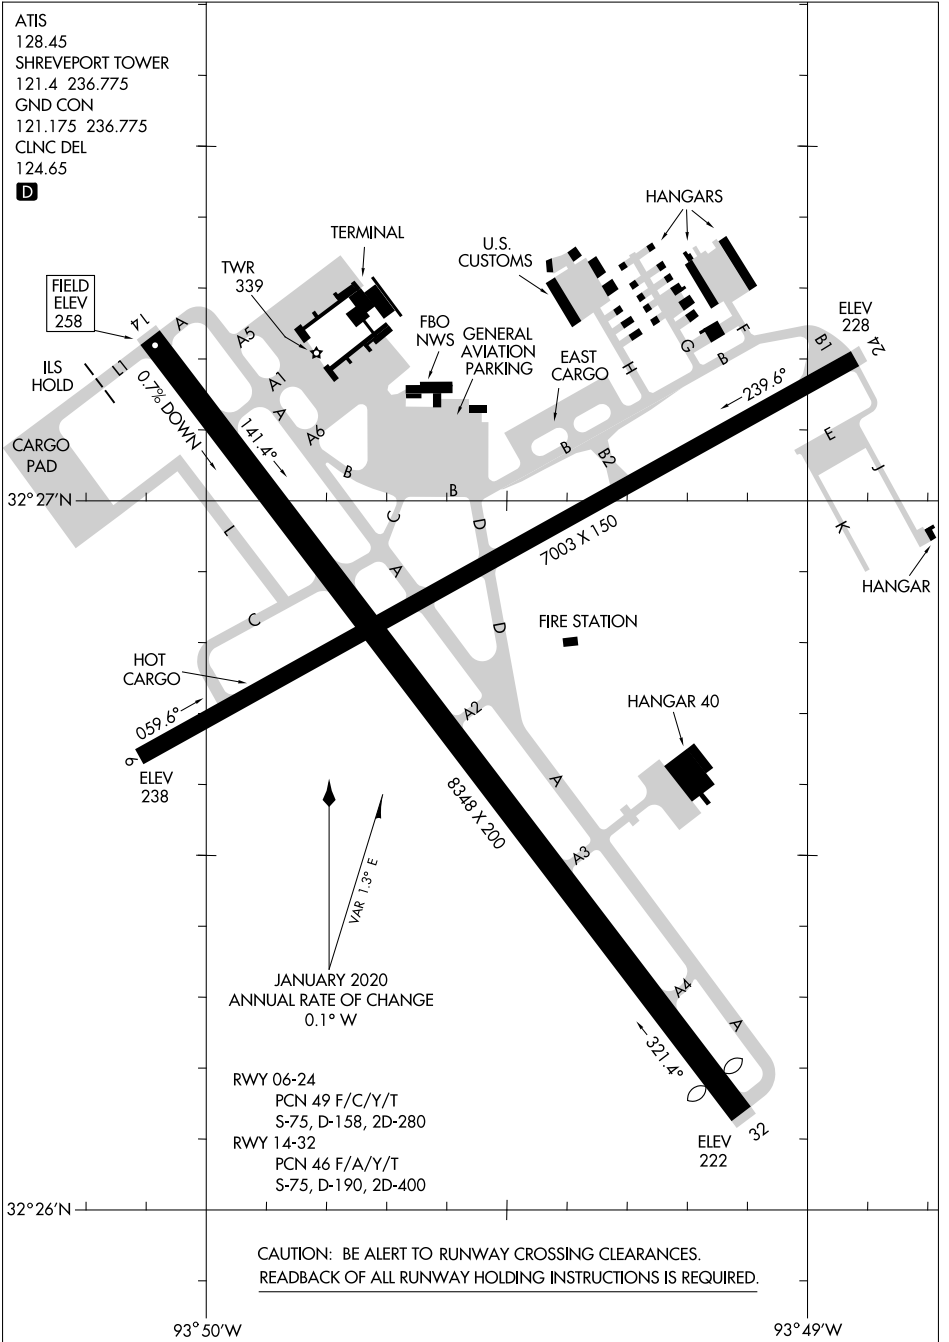 ATIS
128.45
SHREVEPORT TOWER
121.4 236.775
GND CON
121.175 236.775
CLNC DEL
124.65
D
HANGARS
TERMINAL
U.S.
CUSTOMS
TWR
339
FIELD
ELEV
258
14
A
A5
FBO
NWS
GENERAL
AVIATION
PARKING
EAST
CARGO
ELEV
228
24
B1
F
B
G
H
ILS
HOLD
L1
0.7% DOWN
A1
A
A6
141.4°
239.6°
CARGO
PAD
B
B
B
B2
E
J
K
32°27'N
L
C
D
7003 X 150
A
HANGAR
C
D
FIRE STATION
HOT
CARGO
059.6°
6
ELEV
238
A2
HANGAR 40
8348 X 200
A
A3
VAR 1.3° E
JANUARY 2020
ANNUAL RATE OF CHANGE
0.1° W
A4
A
321.4°
RWY 06-24
PCN 49 F/C/Y/T
S-75, D-158, 2D-280
RWY 14-32
PCN 46 F/A/Y/T
S-75, D-190, 2D-400
32
ELEV
222
32°26'N
CAUTION: BE ALERT TO RUNWAY CROSSING CLEARANCES.
READBACK OF ALL RUNWAY HOLDING INSTRUCTIONS IS REQUIRED.
93°50'W
93°49'W